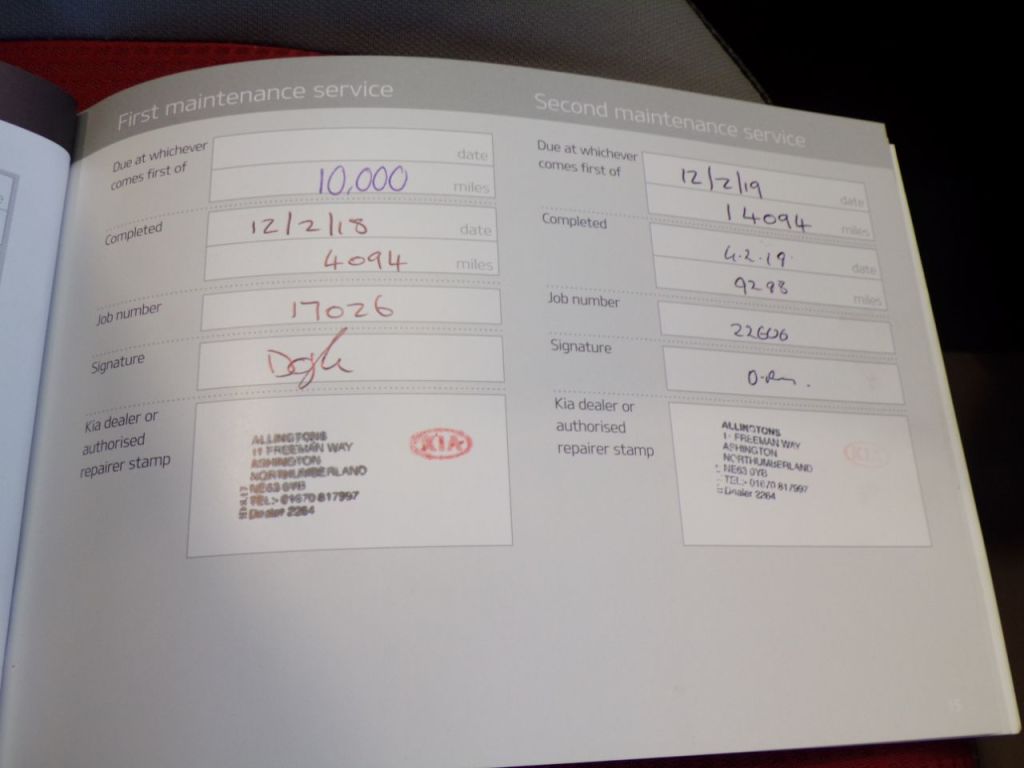 First maintenance service
Due at whichever
comes first of
date
10,000 miles
Completed
12/2/18 date
4094 miles
Job number
17026
Signature
Kia dealer or
authorised
repairer stamp
ALLINGTONS
11 FREEMAN WAY
ASHINGTON
NORTHUMBERLAND
NE63 0YB
TEL:- 01670 817997
Dealer 2264
KIA
Second maintenance service
Due at whichever
comes first of
12/2/19 date
14094 miles
Completed
4.2.19 date
9298 miles
Job number
22606
Signature
Kia dealer or
authorised
repairer stamp
ALLINGTONS
1 FREEMAN WAY
ASHINGTON
NORTHUMBERLAND
NE63 0YB
TEL:- 01670 817997
Dealer 2264
KIA
15